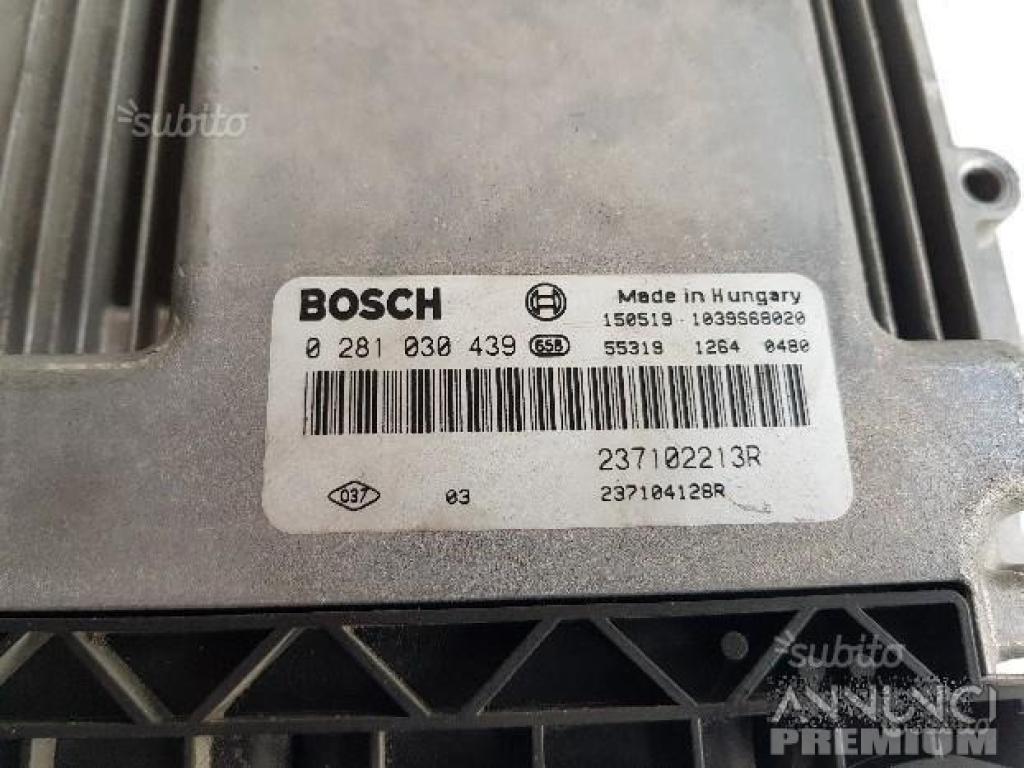 subito
BOSCH Made in Hungary
150519-1039S68020
0 281 030 439 65B 55319 1264 0480
237102213R
037 03 237104128R
subito
ANNUNCI
PREMIUM